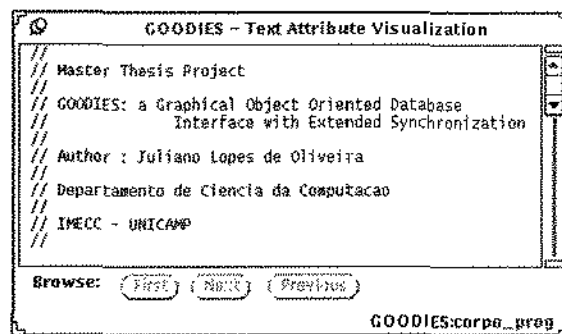 GOODIES - Text Attribute Visualization
//
// Master Thesis Project
//
// GOODIES: a Graphical Object Oriented Database
// Interface with Extended Synchronization
//
// Author : Juliano Lopes de Oliveira
//
// Departamento de Ciencia da Computacao
//
// IMECC - UNICAMP
//
Browse: (First) (Next) (Previous)
GOODIES:corpo_prog